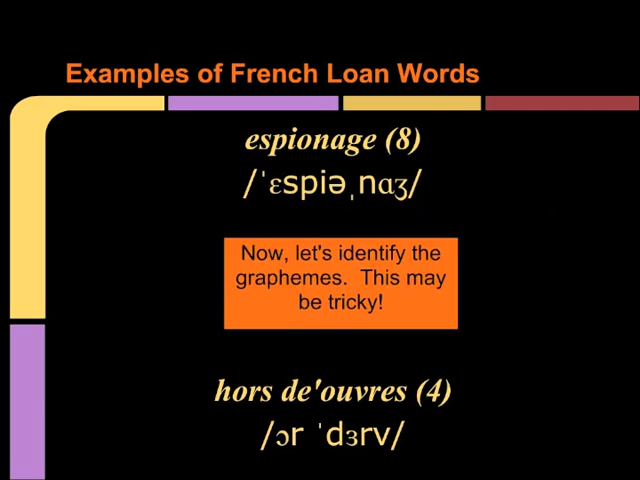 Examples of French Loan Words
espionage (8)
/ˈɛspiəˌnɑʒ/
Now, let's identify the
graphemes. This may
be tricky!
hors de'ouvres (4)
/ɔr ˈdɜrv/